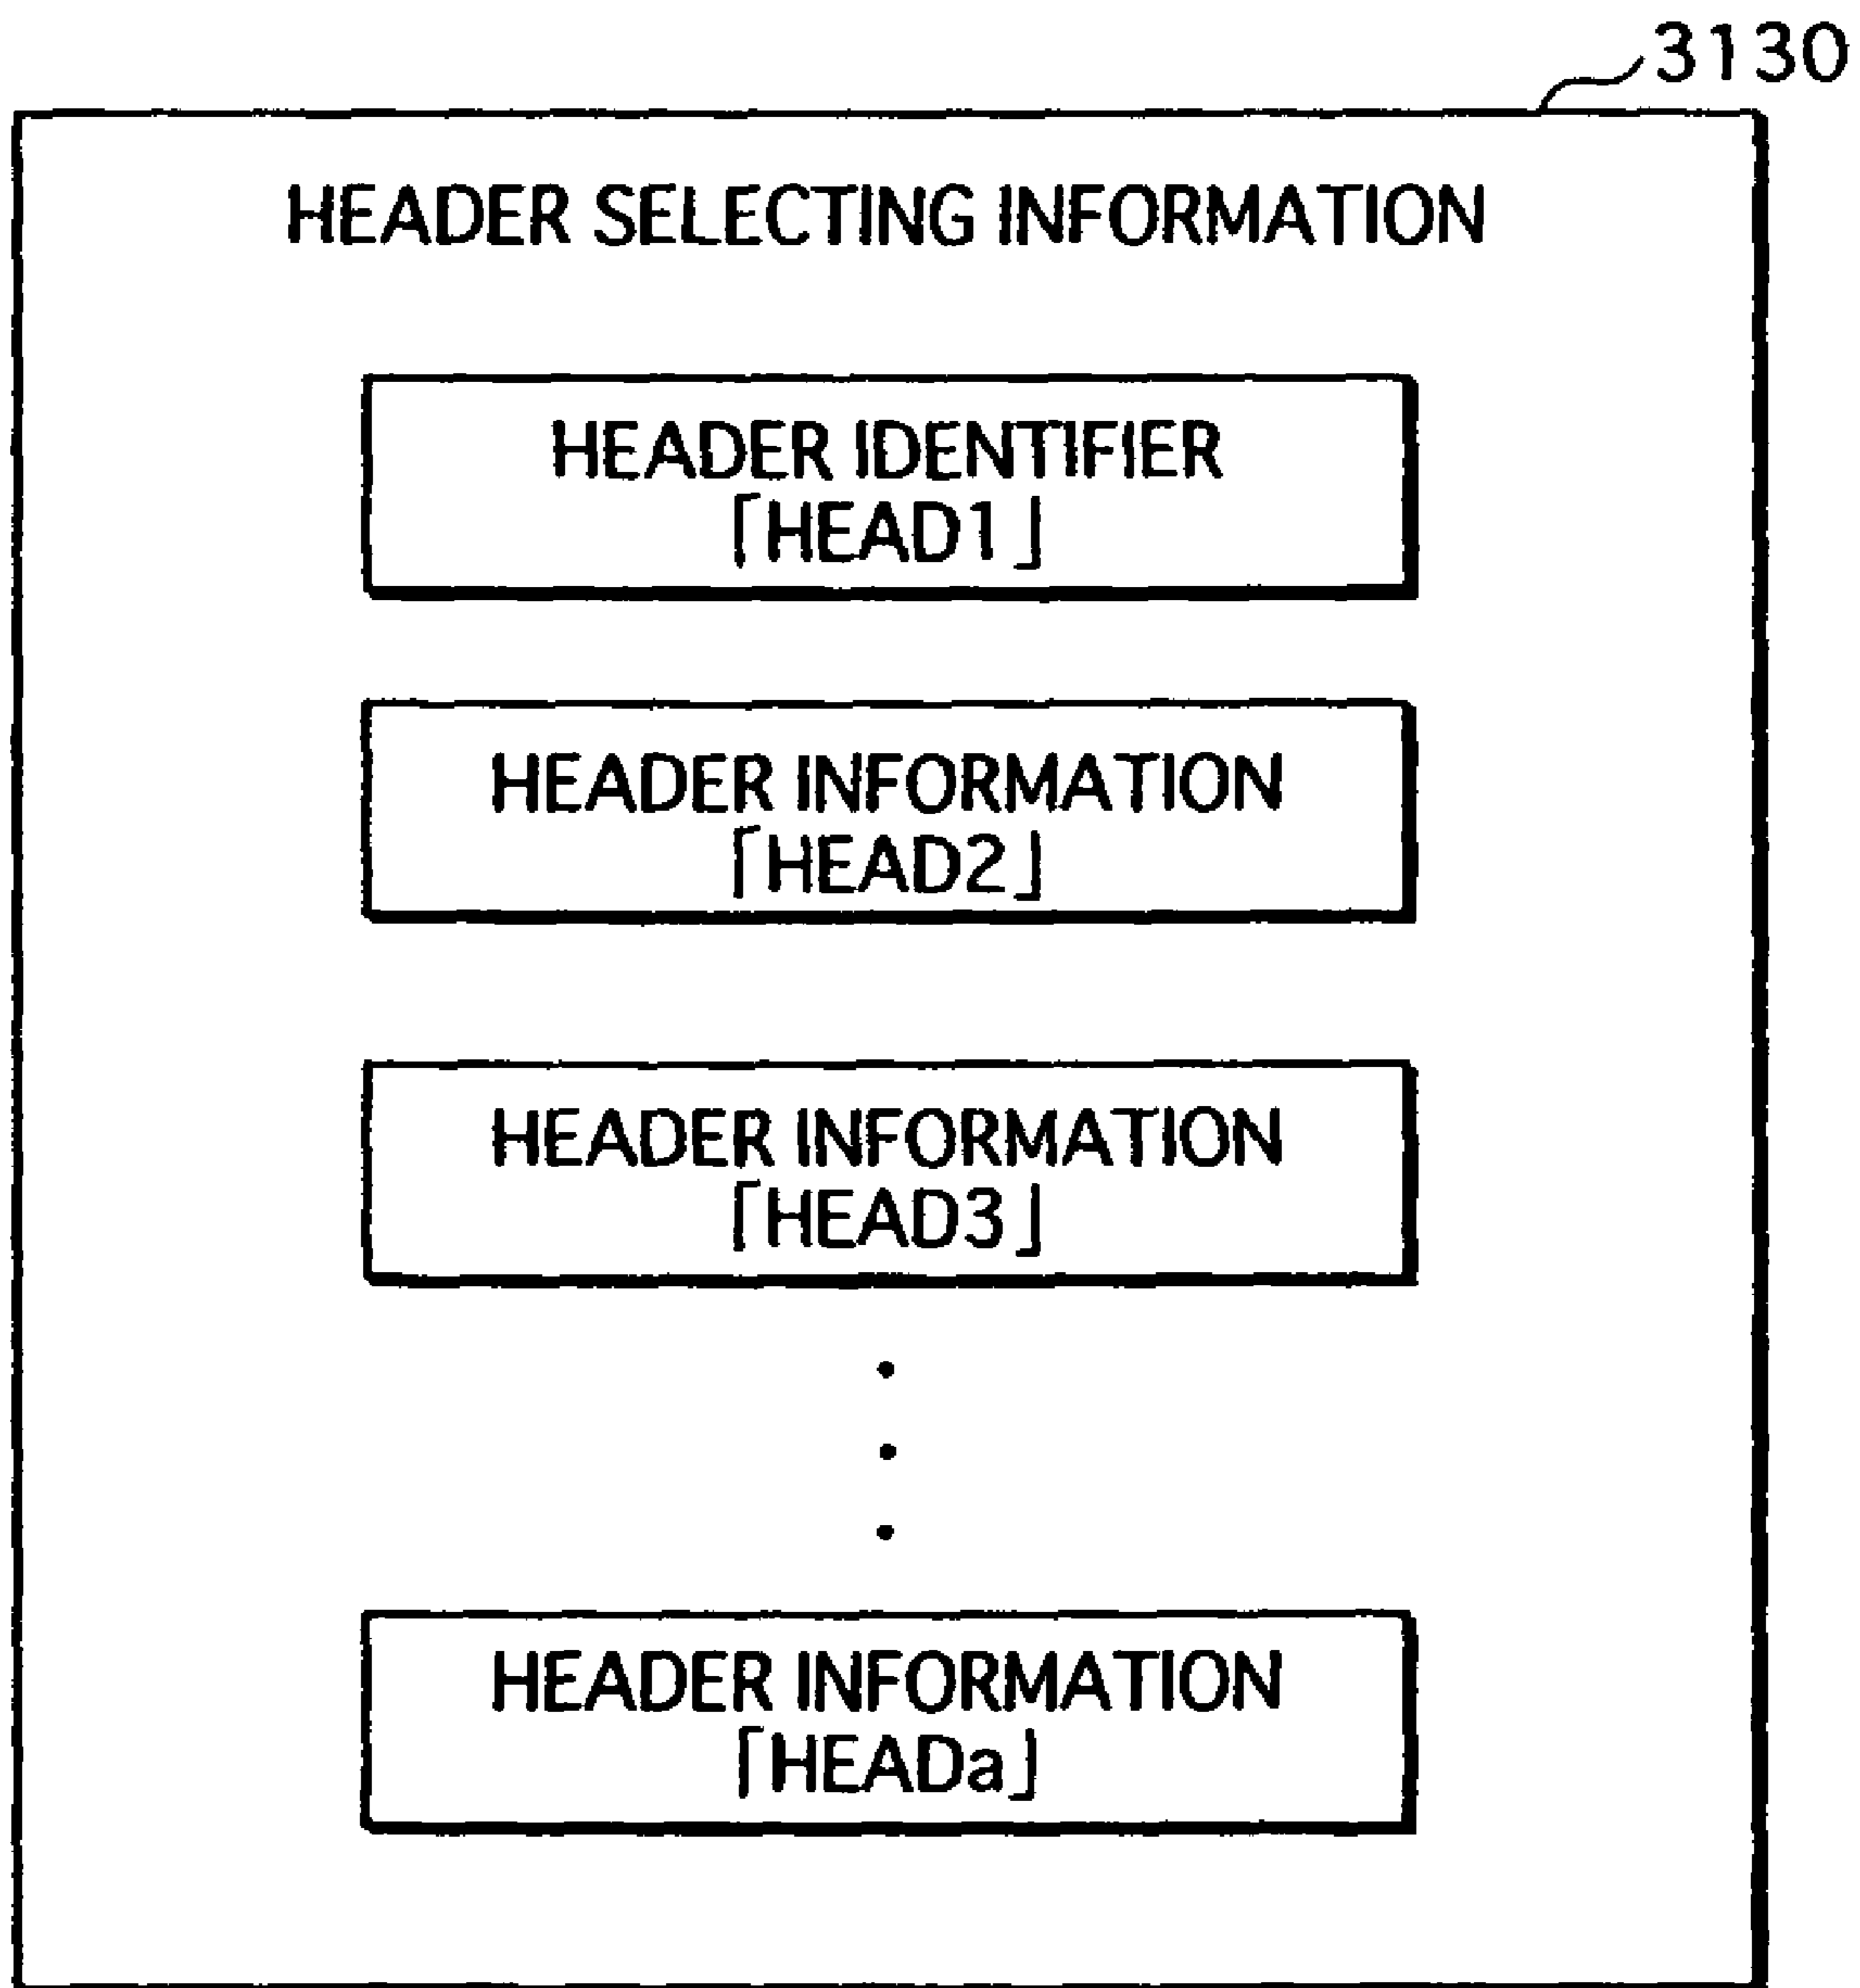 3130
HEADER SELECTING INFORMATION
HEADER IDENTIFIER
「HEAD1」
HEADER INFORMATION
「HEAD2」
HEADER INFORMATION
「HEAD3」
HEADER INFORMATION
「HEADa」